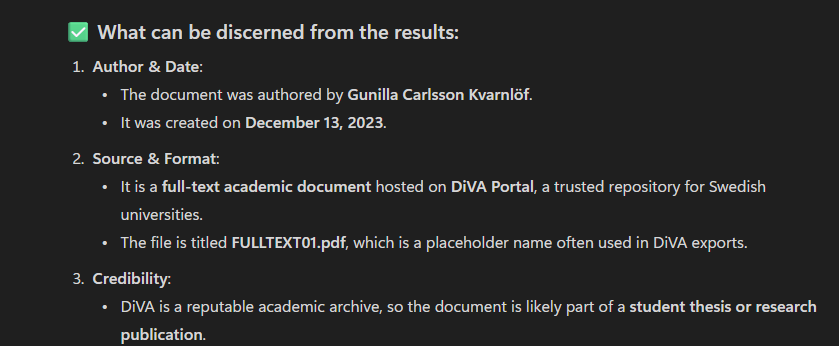 ✅ What can be discerned from the results:
1. Author & Date:
• The document was authored by Gunilla Carlsson Kvarnlöf.
• It was created on December 13, 2023.
2. Source & Format:
• It is a full-text academic document hosted on DiVA Portal, a trusted repository for Swedish
universities.
• The file is titled FULLTEXT01.pdf, which is a placeholder name often used in DiVA exports.
3. Credibility:
• DiVA is a reputable academic archive, so the document is likely part of a student thesis or research
publication.